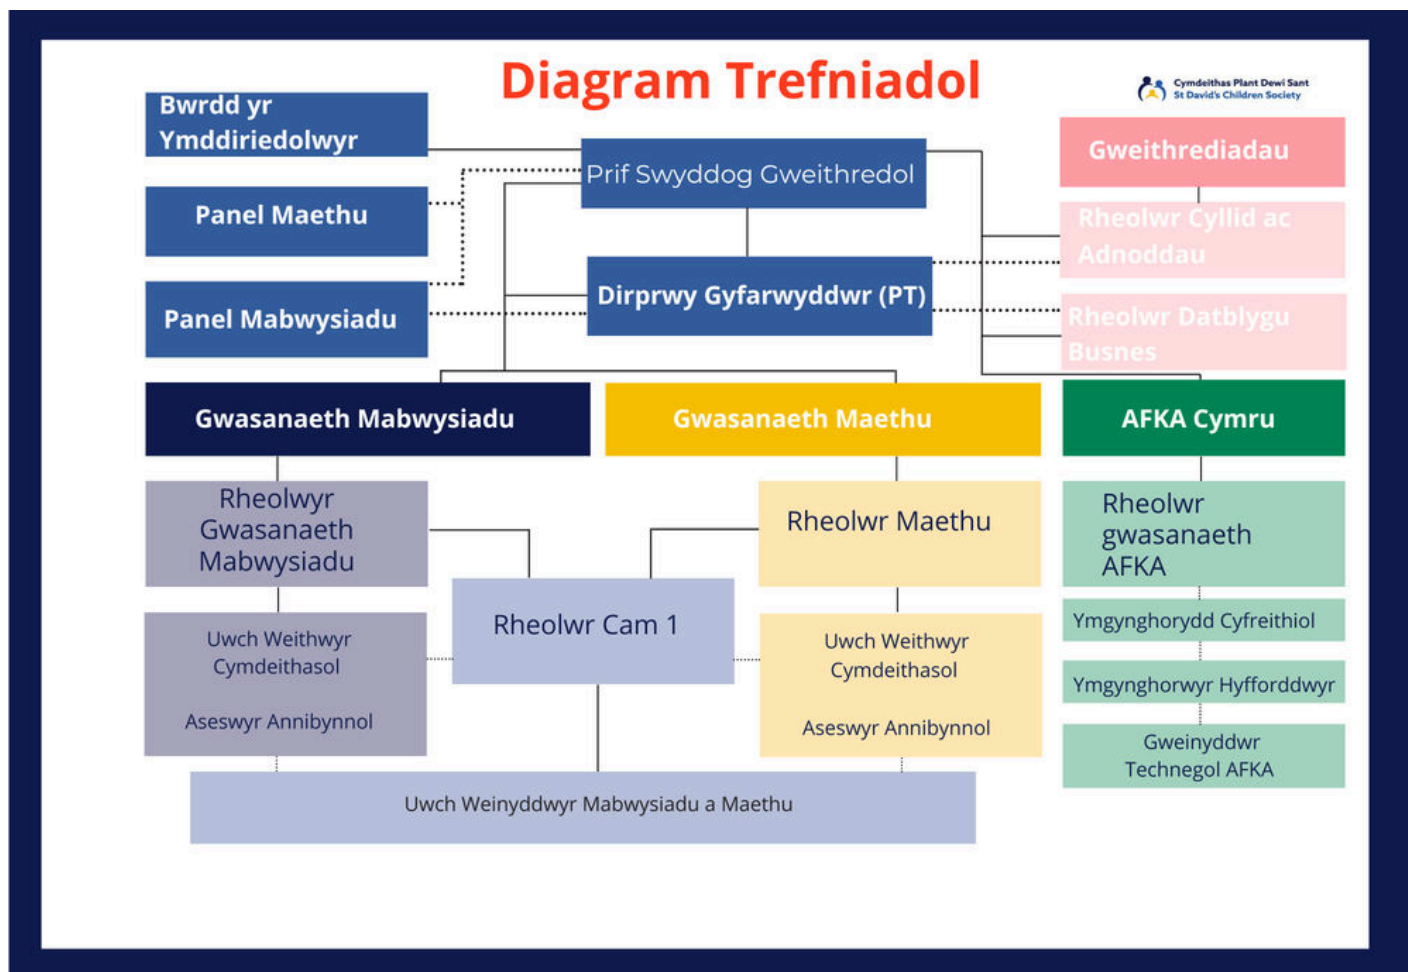 Diagram Trefniadol
Cymdeithas Plant Dewi Sant
St David's Children Society
Bwrdd yr
Ymddiriedolwyr
Panel Maethu
Panel Mabwysiadu
Prif Swyddog Gweithredol
Dirprwy Gyfarwyddwr (PT)
Gweithrediadau
Rheolwr Cyllid ac
Adnoddau
Rheolwr Datblygu
Busnes
Gwasanaeth Mabwysiadu
Gwasanaeth Maethu
AFKA Cymru
Rheolwyr
Gwasanaeth
Mabwysiadu
Rheolwr Maethu
Rheolwr
gwasanaeth
AFKA
Rheolwr Cam 1
Uwch Weithwyr
Cymdeithasol
Aseswyr Annibynnol
Uwch Weithwyr
Cymdeithasol
Aseswyr Annibynnol
Ymgynghorydd Cyfreithiol
Ymgynghorwyr Hyfforddwyr
Gweinyddwr
Technegol AFKA
Uwch Weinyddwyr Mabwysiadu a Maethu